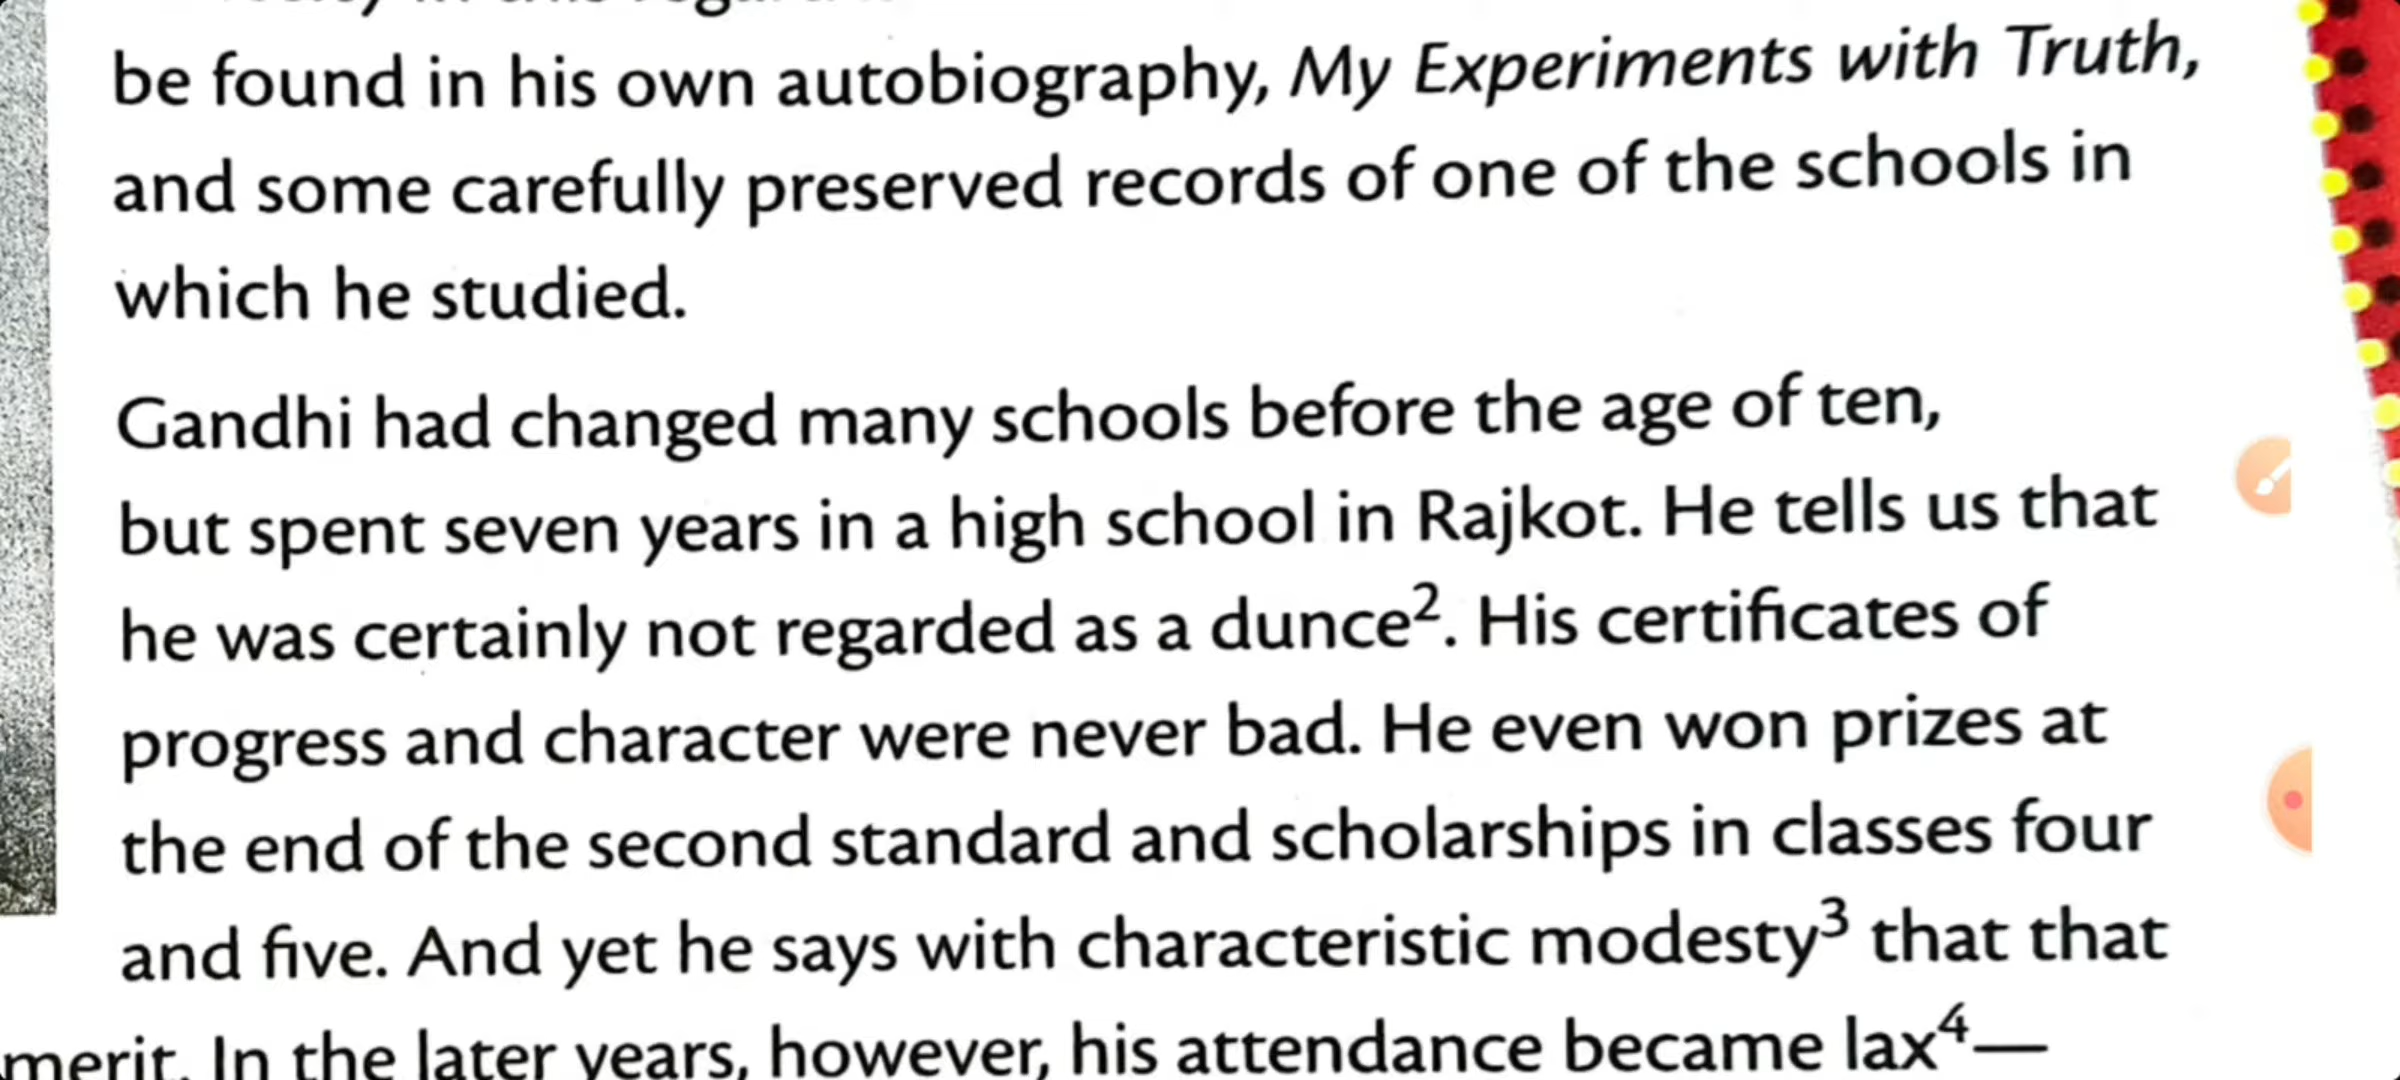 be found in his own autobiography, My Experiments with Truth,
and some carefully preserved records of one of the schools in
which he studied.
Gandhi had changed many schools before the age of ten,
but spent seven years in a high school in Rajkot. He tells us that
he was certainly not regarded as a dunce². His certificates of
progress and character were never bad. He even won prizes at
the end of the second standard and scholarships in classes four
and five. And yet he says with characteristic modesty³ that that
merit. In the later years, however, his attendance became lax⁴—